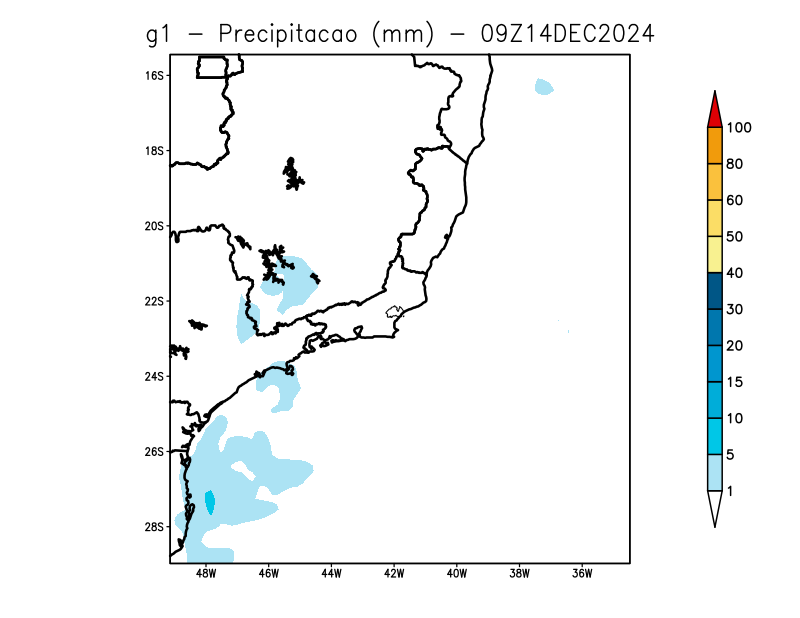 g1 – Precipitacao (mm) – 09Z14DEC2024
16S
18S
20S
22S
24S
26S
28S
48W 46W 44W 42W 40W 38W 36W
100
80
60
50
40
30
20
15
10
5
1